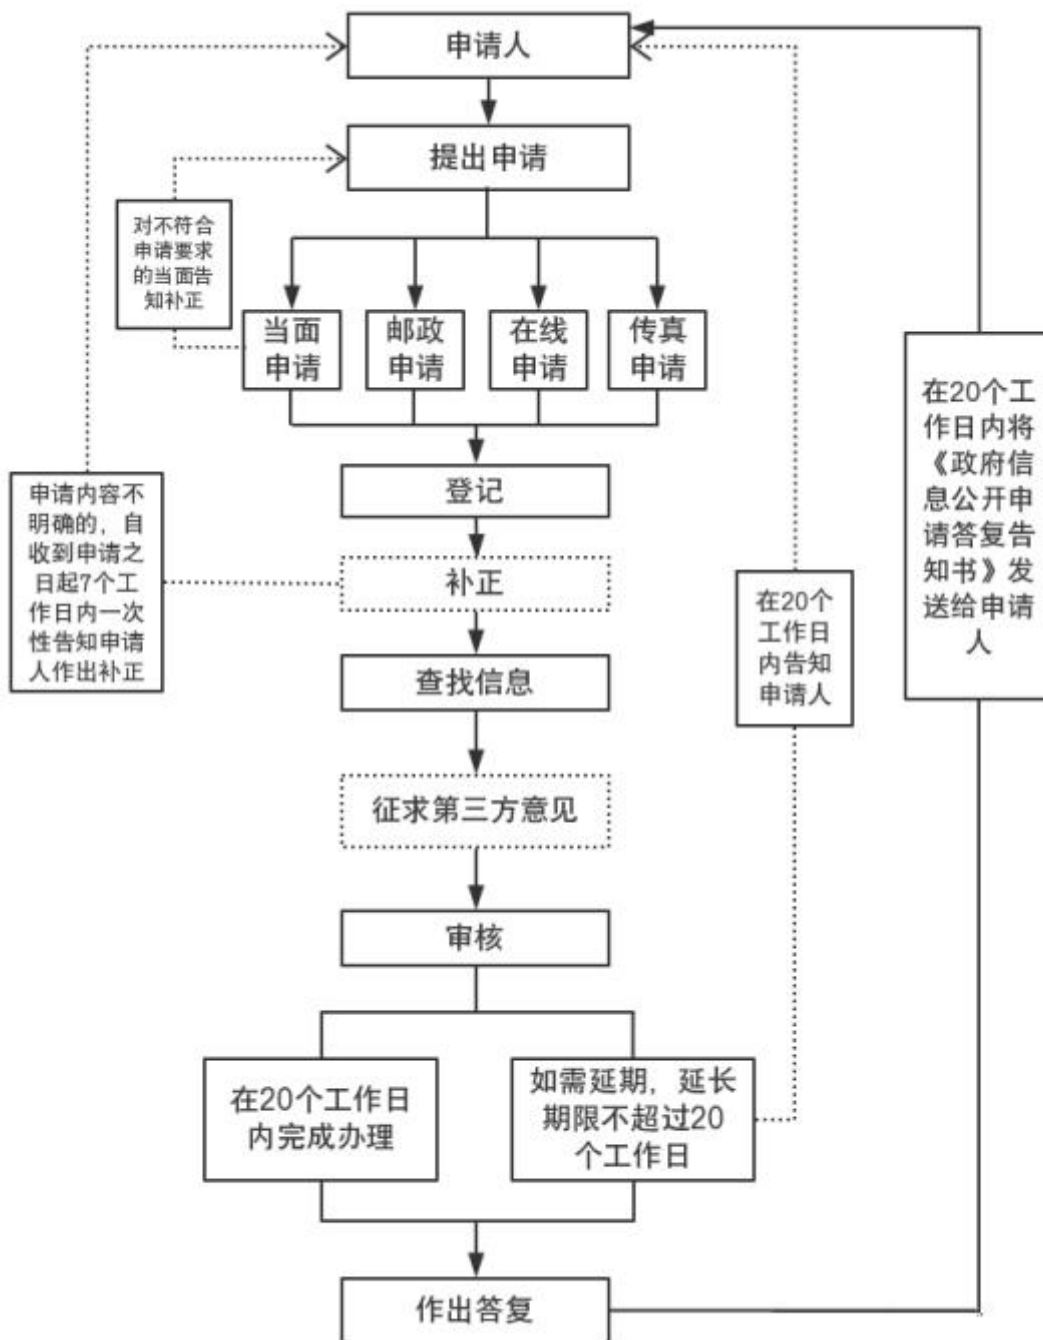 申请人
提出申请
对不符合
申请要求
的当面告
知补正
当面
申请
邮政
申请
在线
申请
传真
申请
在20个工
作日内将
《政府信
息公开申
请答复告
知书》发
送给申请
人
登记
申请内容不
明确的，自
收到申请之
日起7个工
作日内一次
性告知申请
人作出补正
补正
在20个
工作日
内告知
申请人
查找信息
征求第三方意见
审核
在20个工作日
内完成办理
如需延期，延长
期限不超过20
个工作日
作出答复